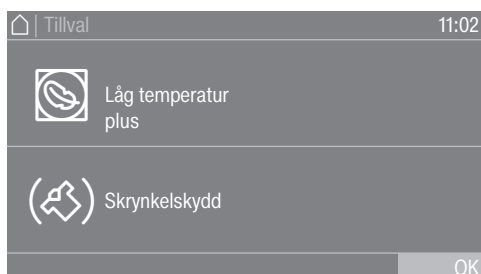 Tillval 11:02
Låg temperatur
plus
Skrynkelskydd
OK